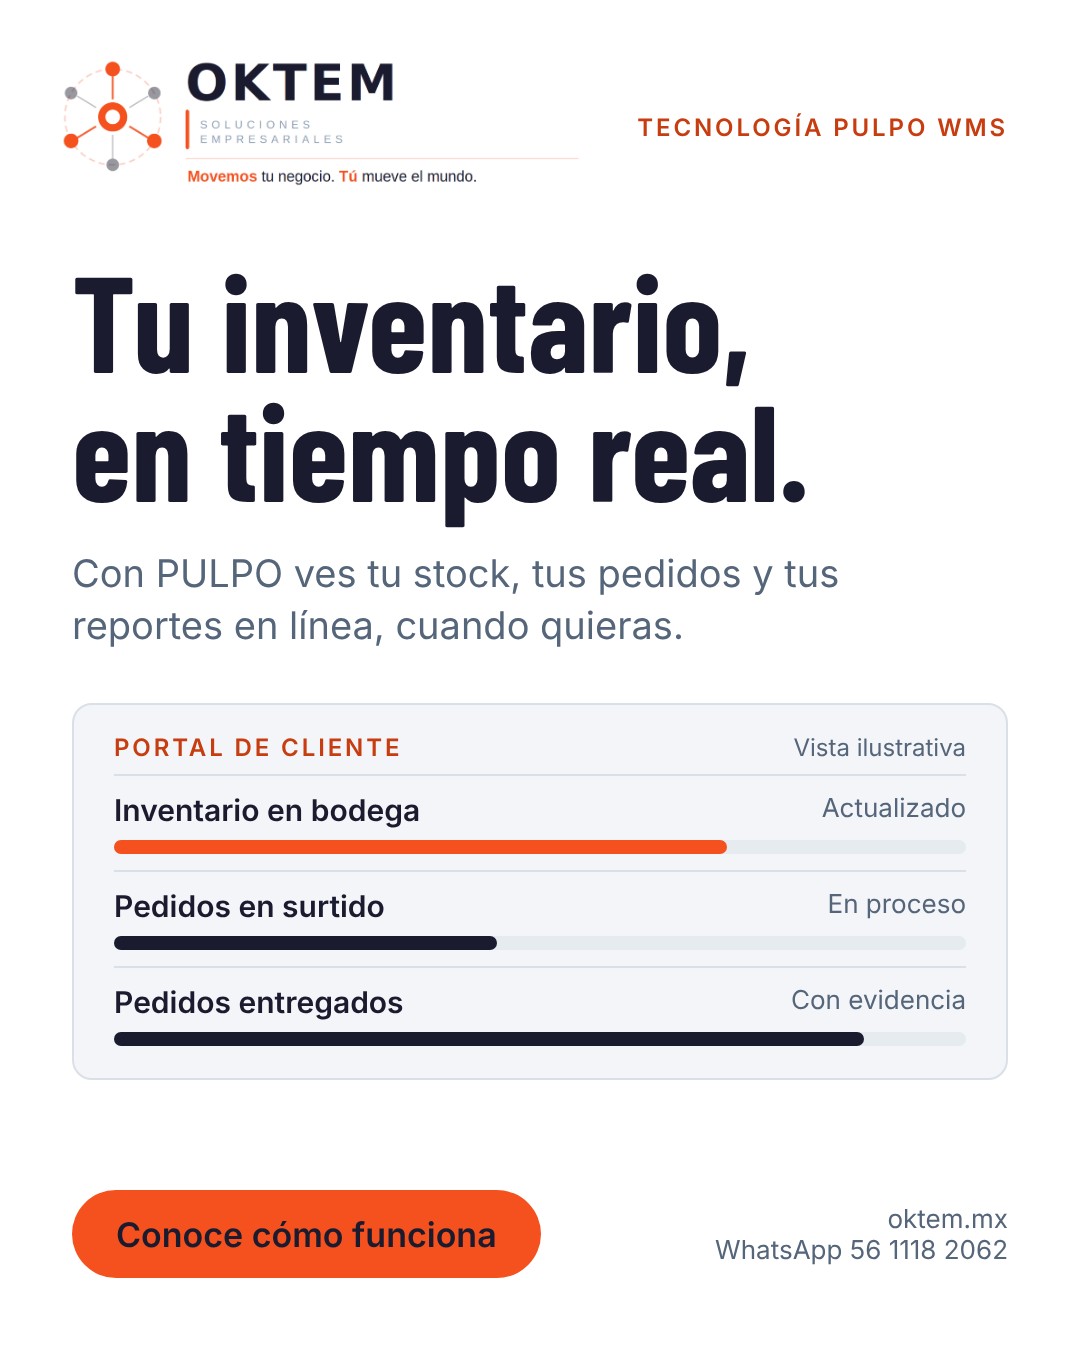 OKTEM
SOLUCIONES
EMPRESARIALES
Movemos tu negocio. Tú mueve el mundo.
TECNOLOGÍA PULPO WMS
Tu inventario,
en tiempo real.
Con PULPO ves tu stock, tus pedidos y tus
reportes en línea, cuando quieras.
PORTAL DE CLIENTE
Vista ilustrativa
Inventario en bodega
Actualizado
Pedidos en surtido
En proceso
Pedidos entregados
Con evidencia
Conoce cómo funciona
oktem.mx
WhatsApp 56 1118 2062